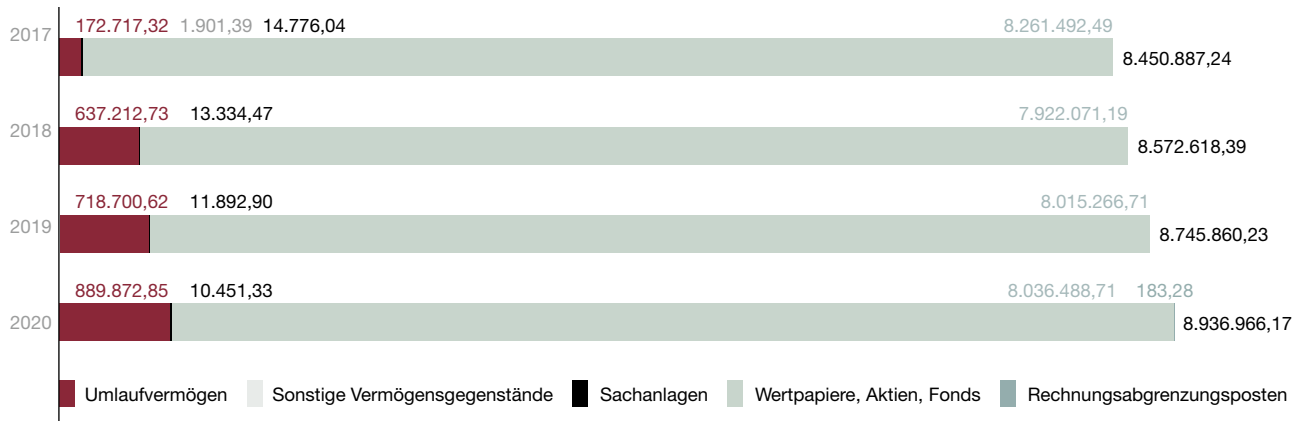 172.717,32 1.901,39 14.776,04 8.261.492,49
2017
8.450.887,24
637.212,73 13.334,47 7.922.071,19
2018
8.572.618,39
718.700,62 11.892,90 8.015.266,71
2019
8.745.860,23
889.872,85 10.451,33 8.036.488,71 183,28
2020
8.936.966,17
Umlaufvermögen Sonstige Vermögensgegenstände Sachanlagen Wertpapiere, Aktien, Fonds Rechnungsabgrenzungsposten